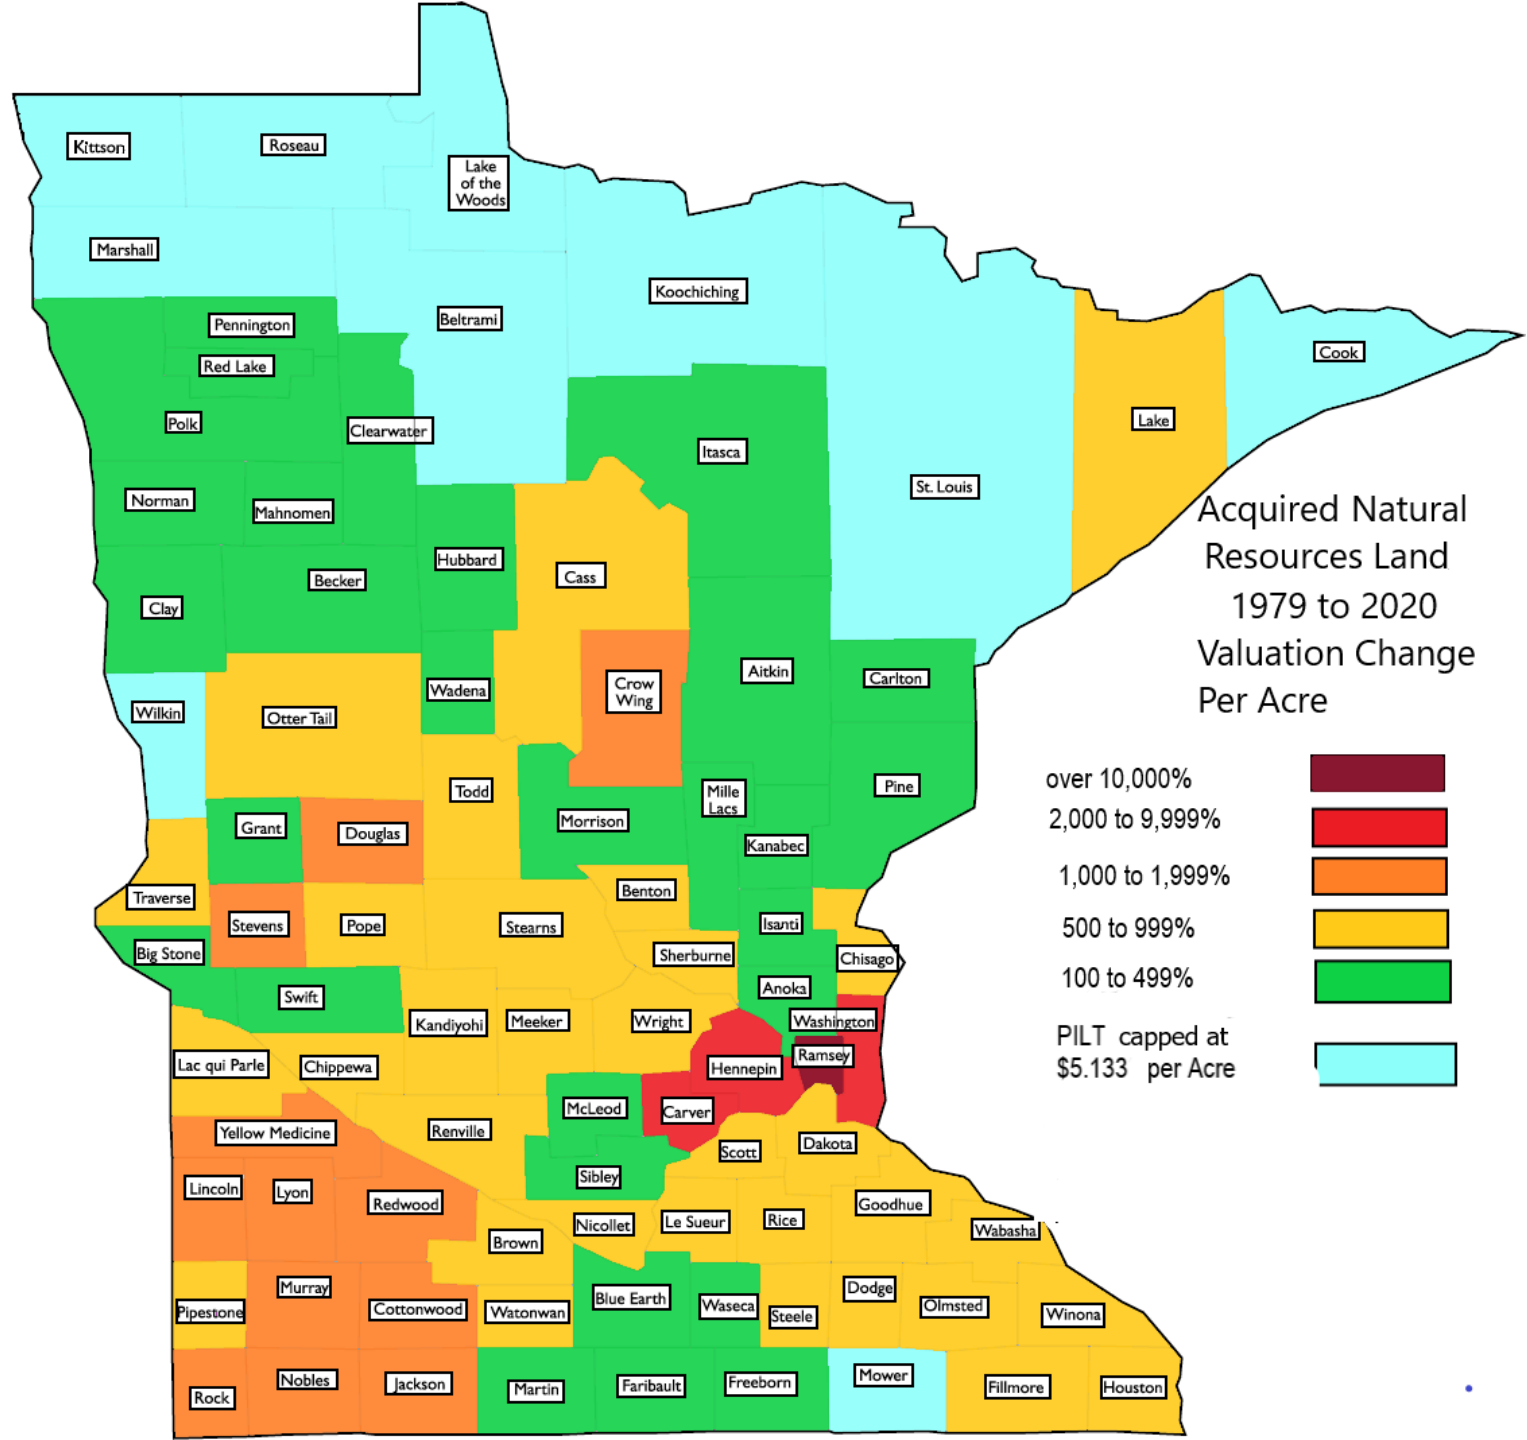 Kittson
Roseau
Lake
of the
Woods
Marshall
Koochiching
Pennington
Beltrami
Red Lake
Cook
Polk
Clearwater
Lake
Itasca
St. Louis
Norman
Mahnomen
Acquired Natural
Resources Land
1979 to 2020
Valuation Change
Per Acre
Hubbard
Cass
Becker
Clay
Aitkin
Carlton
Wadena
Crow
Wing
Wilkin
Otter Tail
over 10,000%
2,000 to 9,999%
1,000 to 1,999%
500 to 999%
100 to 499%
PILT capped at
$5.133 per Acre
Todd
Mille
Lacs
Pine
Morrison
Grant
Douglas
Kanabec
Traverse
Benton
Stevens
Pope
Stearns
Isanti
Big Stone
Sherburne
Chisago
Anoka
Swift
Kandiyohi
Meeker
Wright
Washington
Ramsey
Lac qui Parle
Chippewa
Hennepin
McLeod
Carver
Yellow Medicine
Renville
Scott
Dakota
Sibley
Lincoln
Lyon
Redwood
Goodhue
Nicollet
Le Sueur
Rice
Wabasha
Brown
Murray
Dodge
Blue Earth
Pipestone
Cottonwood
Watonwan
Waseca
Steele
Olmsted
Winona
Rock
Nobles
Jackson
Martin
Faribault
Freeborn
Mower
Fillmore
Houston